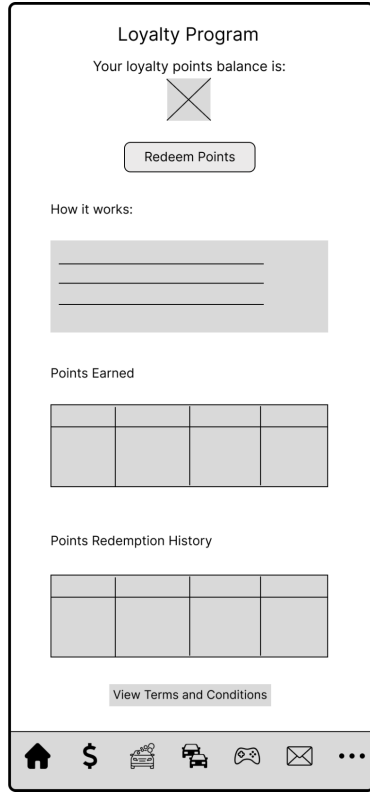 Loyalty Program
Your loyalty points balance is:
Redeem Points
How it works:
Points Earned
Points Redemption History
View Terms and Conditions